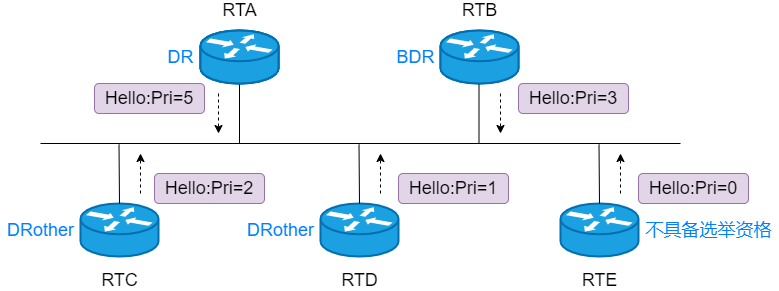 RTA
RTB
DR
BDR
Hello:Pri=5
Hello:Pri=3
Hello:Pri=2
Hello:Pri=1
Hello:Pri=0
DRother
DRother
不具备选举资格
RTC
RTD
RTE